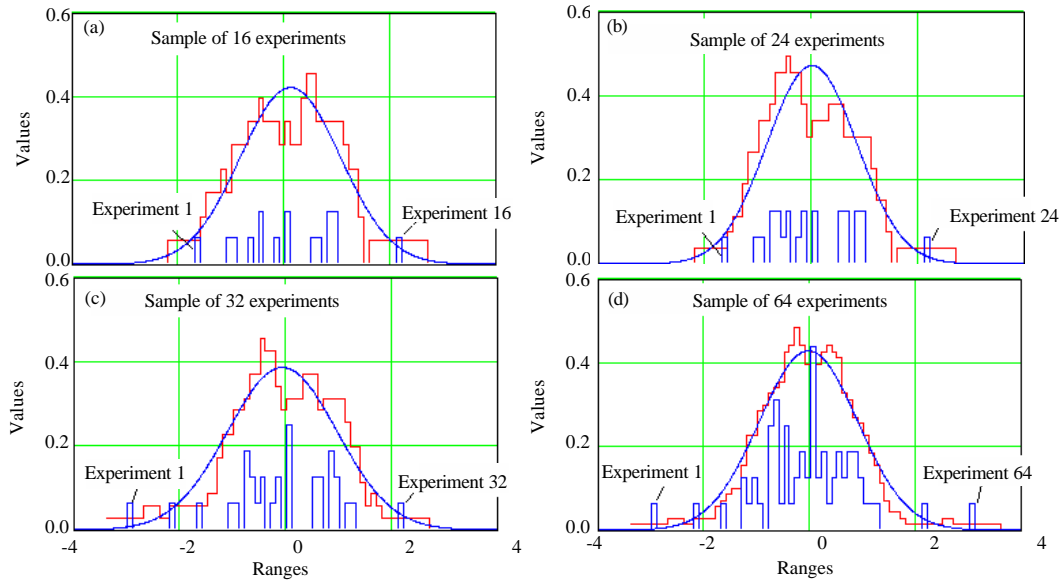 (a)
Sample of 16 experiments
0.6
0.4
0.2
0.0
Values
Experiment 1
Experiment 16
(b)
Sample of 24 experiments
0.6
0.4
0.2
0.0
Values
Experiment 1
Experiment 24
(c)
Sample of 32 experiments
0.6
0.4
0.2
0.0
Values
Experiment 1
Experiment 32
-4
-2
0
2
4
Ranges
(d)
Sample of 64 experiments
0.6
0.4
0.2
0.0
Values
Experiment 1
Experiment 64
-4
-2
0
2
4
Ranges